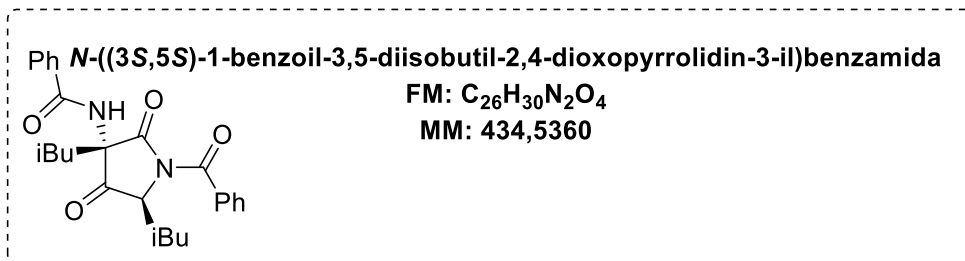 N-((3S,5S)-1-benzoil-3,5-diisobutil-2,4-dioxopyrrolidin-3-il)benzamida
FM: C₂₆H₃₀N₂O₄
MM: 434,5360
Ph
NH
O
O
O
iBu
N
O
Ph
iBu